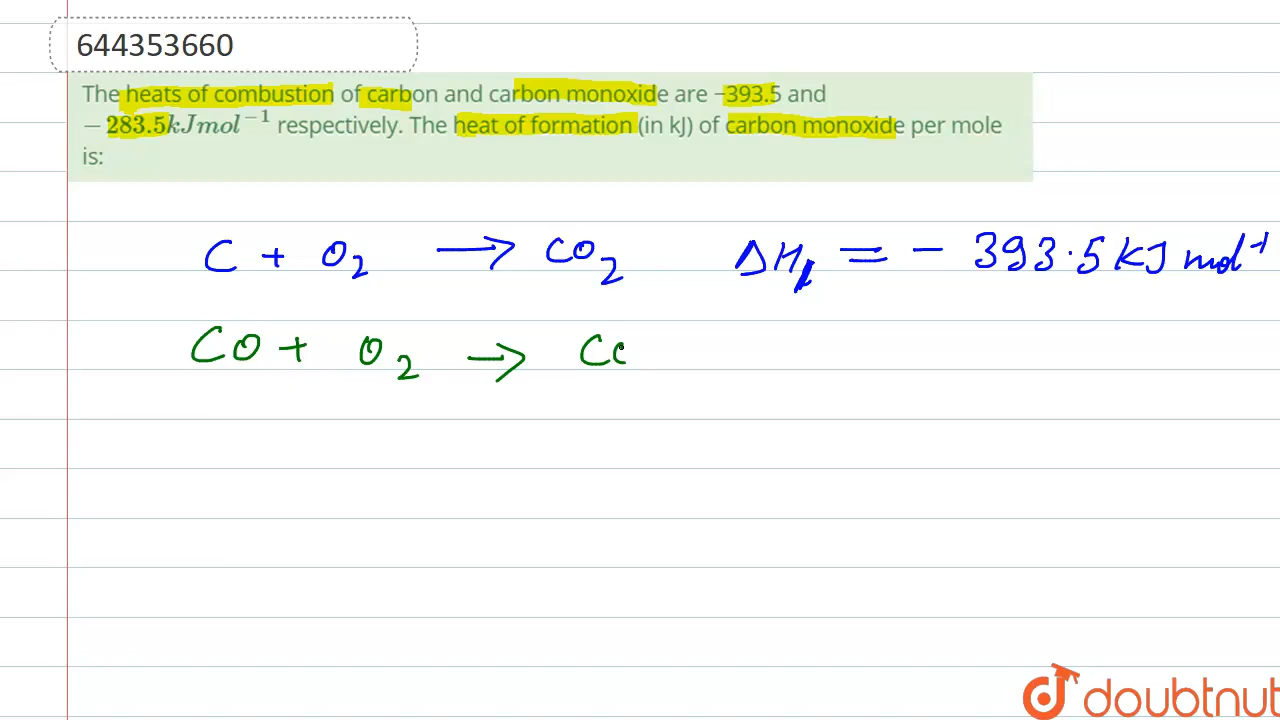 644353660
The heats of combustion of carbon and carbon monoxide are −393.5 and
−283.5kJmol⁻¹ respectively. The heat of formation (in kJ) of carbon monoxide per mole
is:
C + O₂ → CO₂ ΔH₁ = − 393.5 KJ mol⁻¹
CO + O₂ → CO
doubtnut